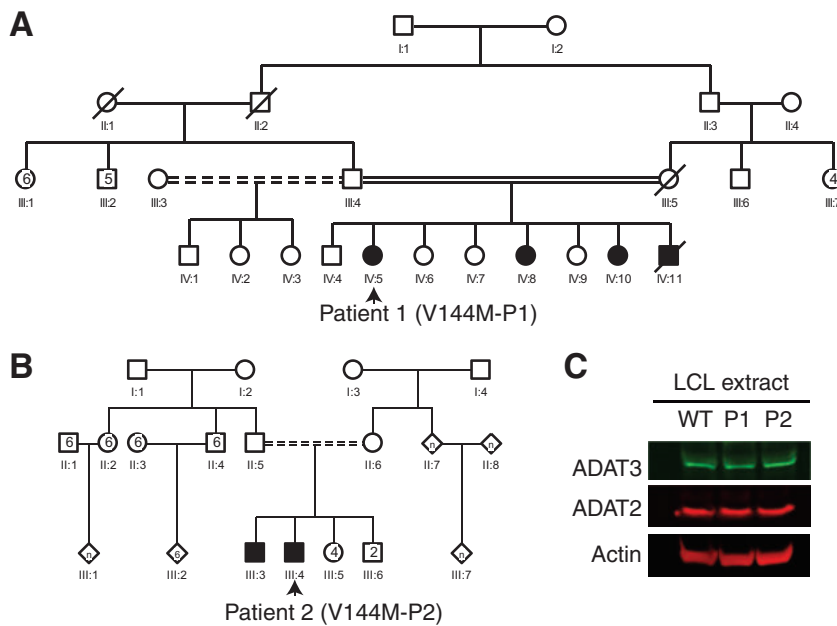 A
I:1 I:2
II:1 II:2 II:3 II:4
6 5 4
III:1 III:2 III:3 III:4 III:5 III:6 III:7
IV:1 IV:2 IV:3 IV:4 IV:5 IV:6 IV:7 IV:8 IV:9 IV:10 IV:11
Patient 1 (V144M-P1)
B
I:1 I:2 I:3 I:4
6 6 6 6 n n
II:1 II:2 II:3 II:4 II:5 II:6 II:7 II:8
n 6 4 2 n
III:1 III:2 III:3 III:4 III:5 III:6 III:7
Patient 2 (V144M-P2)
C
LCL extract
WT P1 P2
ADAT3
ADAT2
Actin